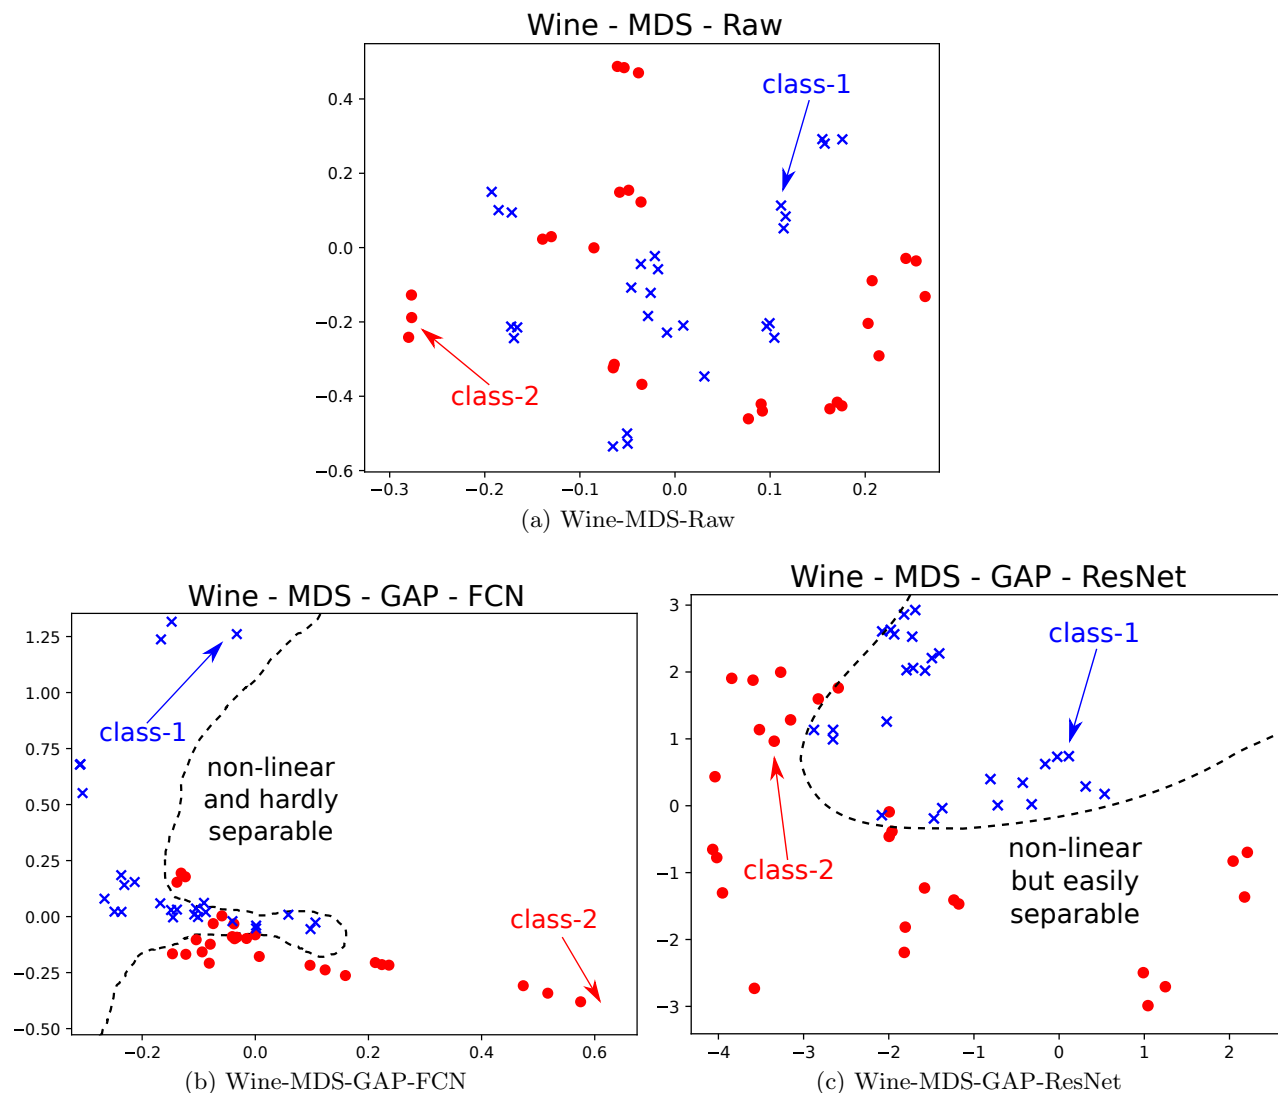 Wine - MDS - Raw
class-1
class-2
0.4
0.2
0.0
−0.2
−0.4
−0.6
−0.3
−0.2
−0.1
0.0
0.1
0.2
(a) Wine-MDS-Raw
Wine - MDS - GAP - FCN
class-1
non-linear
and hardly
separable
class-2
1.25
1.00
0.75
0.50
0.25
0.00
−0.25
−0.50
−0.2
0.0
0.2
0.4
0.6
(b) Wine-MDS-GAP-FCN
Wine - MDS - GAP - ResNet
class-1
class-2
non-linear
but easily
separable
3
2
1
0
−1
−2
−3
−4
−3
−2
−1
0
1
2
(c) Wine-MDS-GAP-ResNet